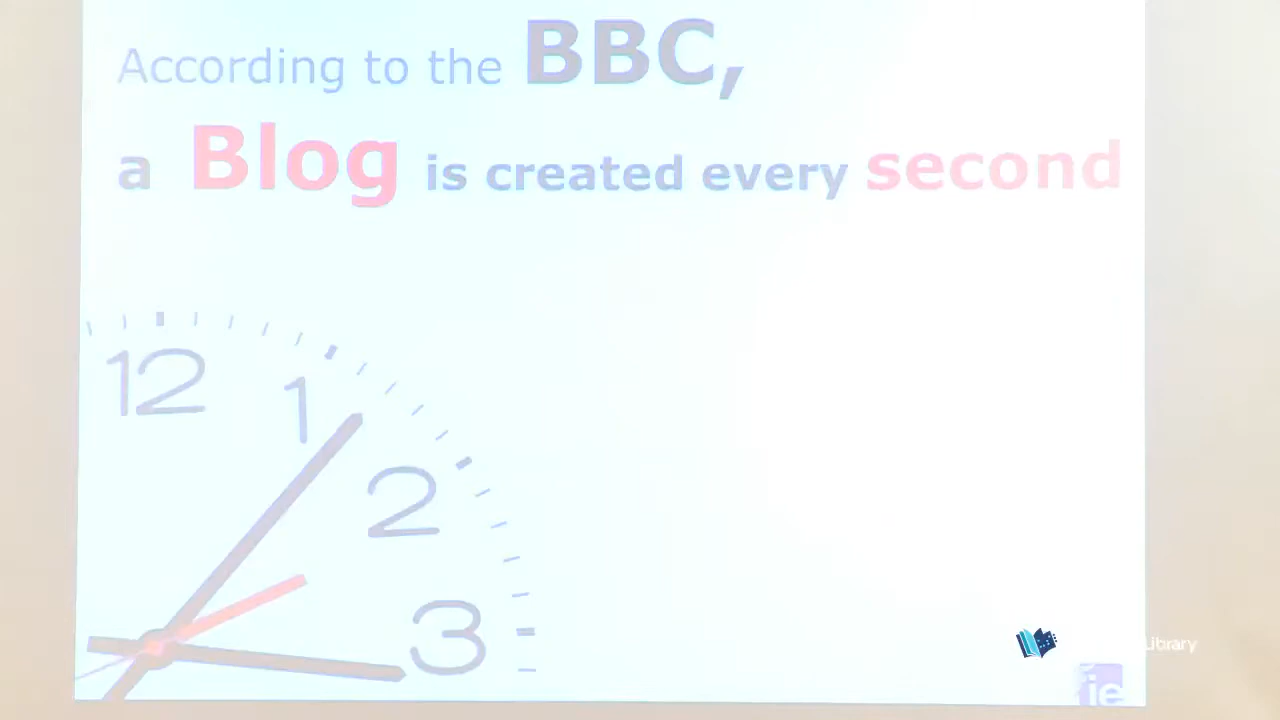 According to the BBC,
a Blog is created every second
12
1
2
3
Library
ie